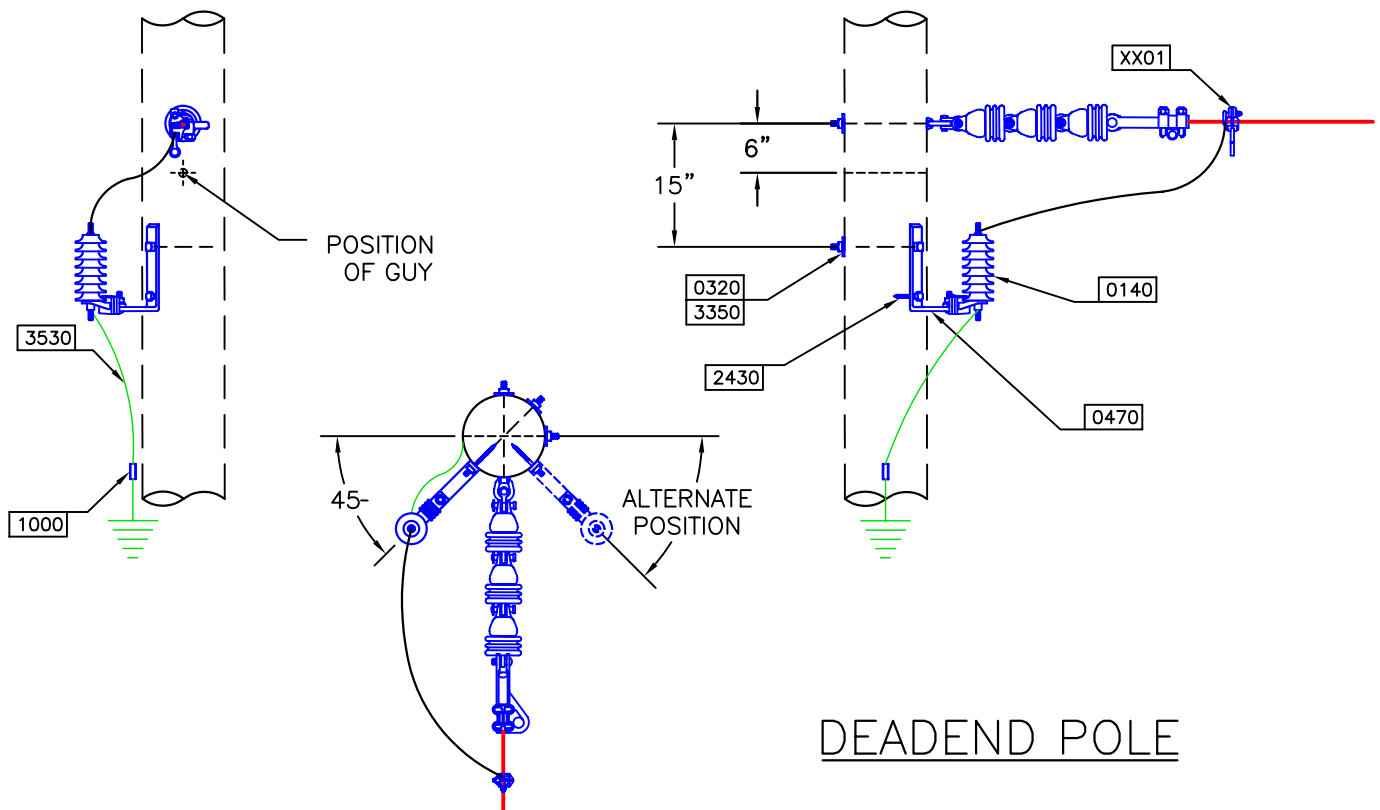 XX01
6”
15”
POSITION
OF GUY
0320
3350
0140
3530
2430
0470
45-
ALTERNATE
POSITION
1000
DEADEND POLE